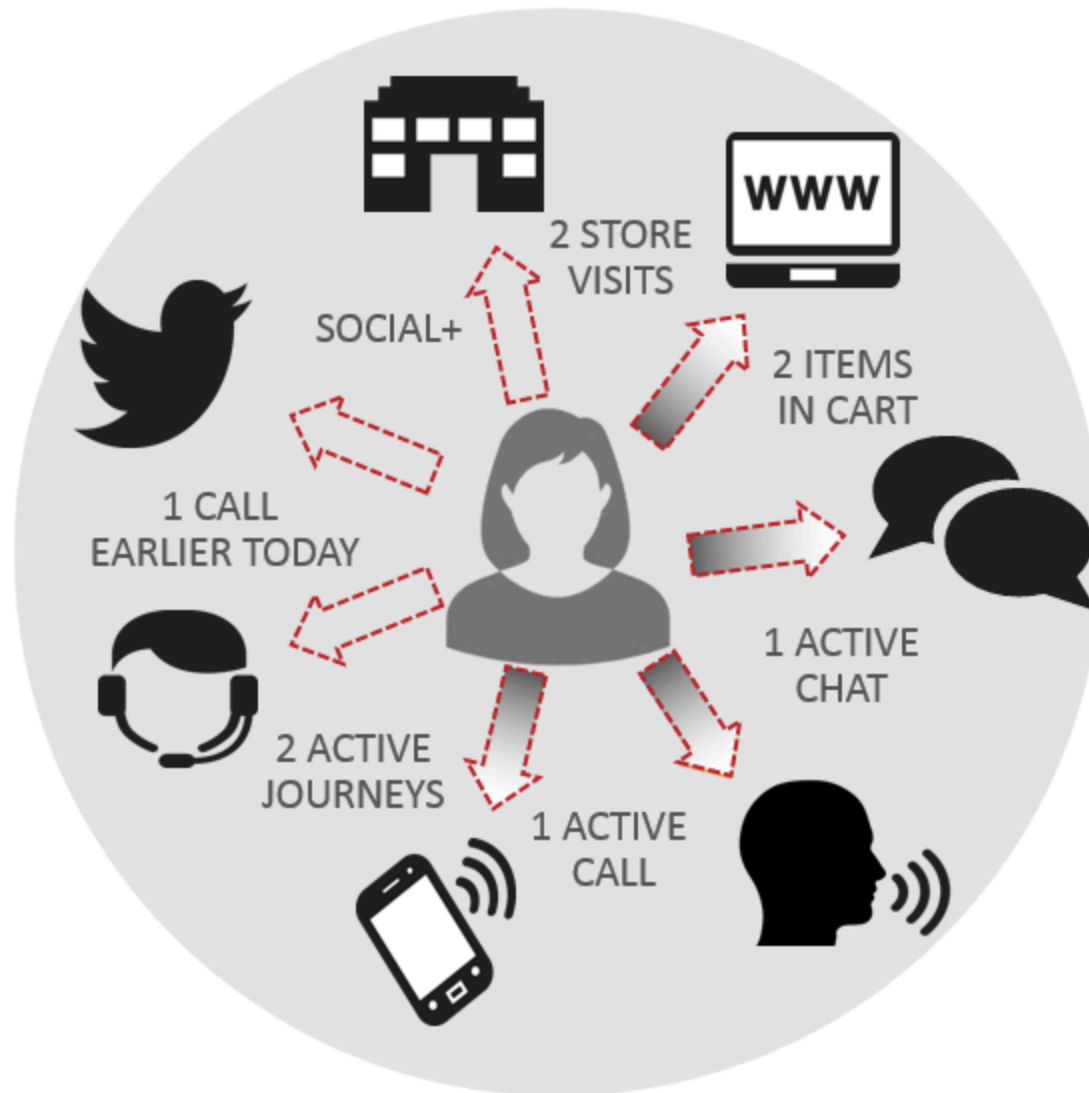 WWW
2 STORE
VISITS
SOCIAL+
2 ITEMS
IN CART
1 CALL
EARLIER TODAY
1 ACTIVE
CHAT
2 ACTIVE
JOURNEYS
1 ACTIVE
CALL